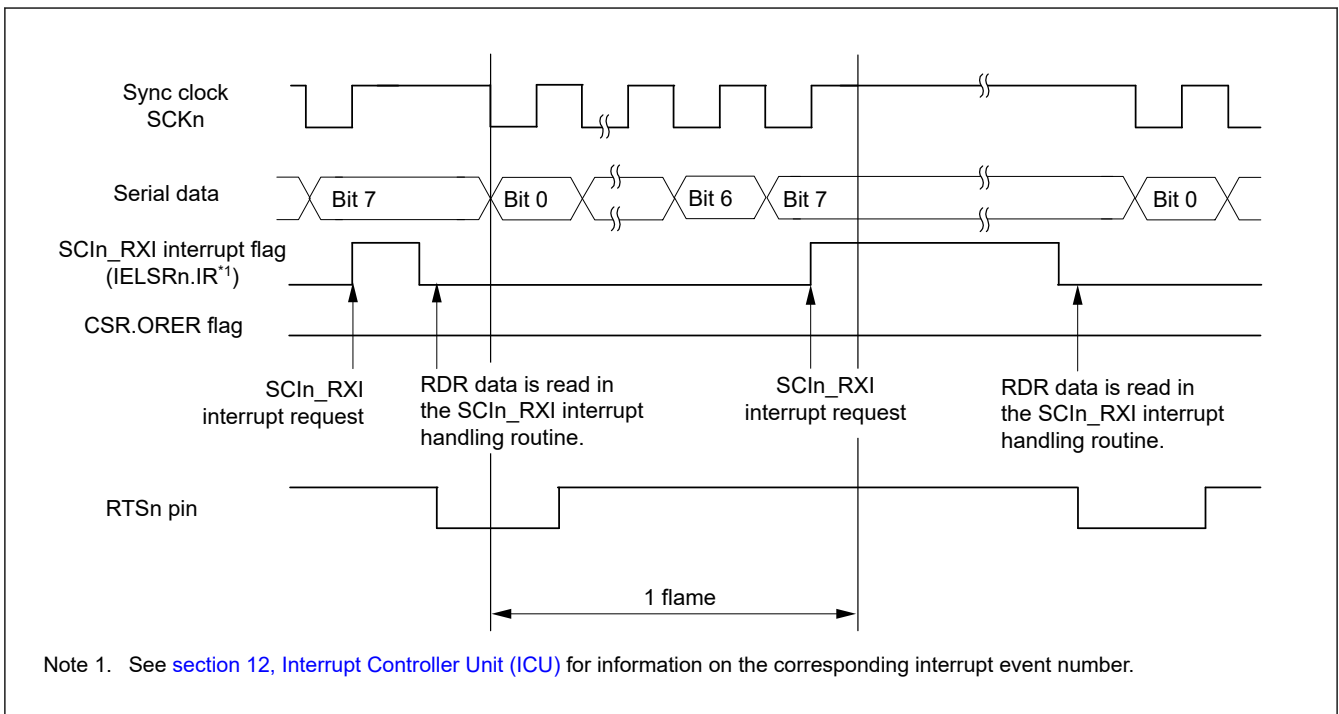 Sync clock
SCKn
Serial data
Bit 7
Bit 0
Bit 6
Bit 7
Bit 0
SCIn_RXI interrupt flag
(IELSRn.IR*1)
CSR.ORER flag
SCIn_RXI
interrupt request
RDR data is read in
the SCIn_RXI interrupt
handling routine.
SCIn_RXI
interrupt request
RDR data is read in
the SCIn_RXI interrupt
handling routine.
RTSn pin
1 flame
Note 1. See section 12, Interrupt Controller Unit (ICU) for information on the corresponding interrupt event number.